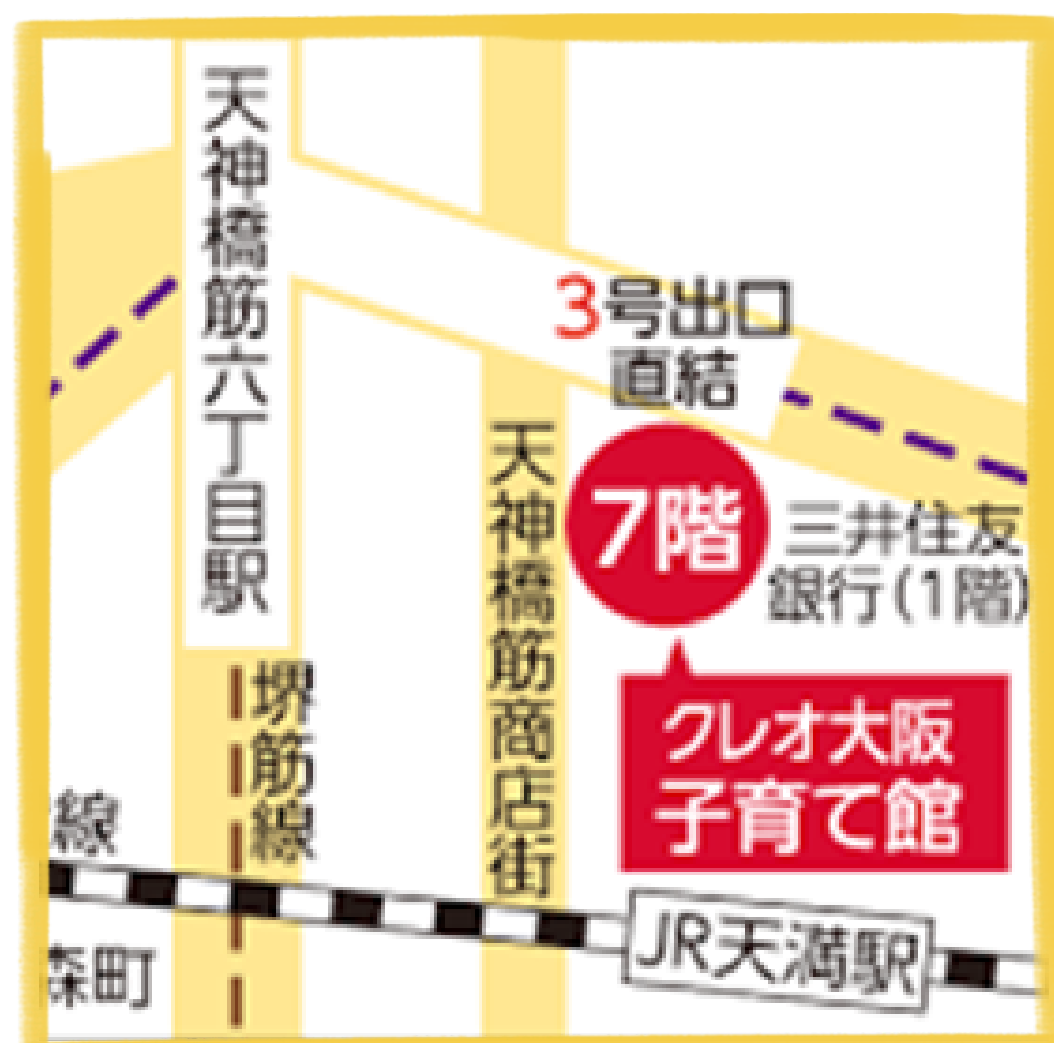 天神橋筋六丁目駅
3号出口
直結
天神橋筋商店街
7階
三井住友
銀行(1階)
クレオ大阪
子育て館
堺筋線
線
JR天満駅
森町